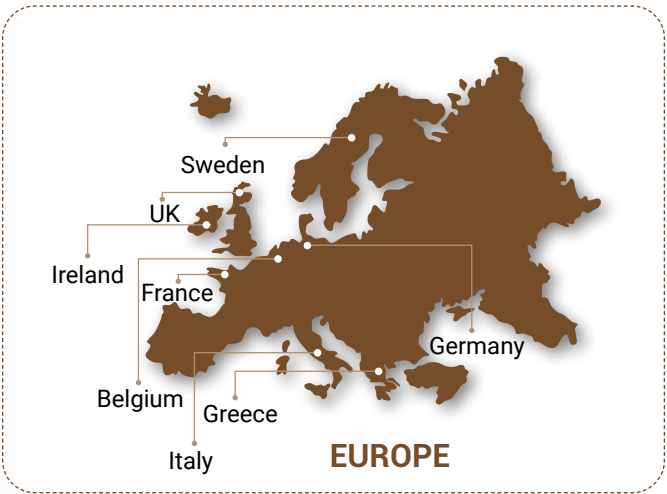 Sweden
UK
Ireland
France
Germany
Belgium
Greece
Italy
EUROPE